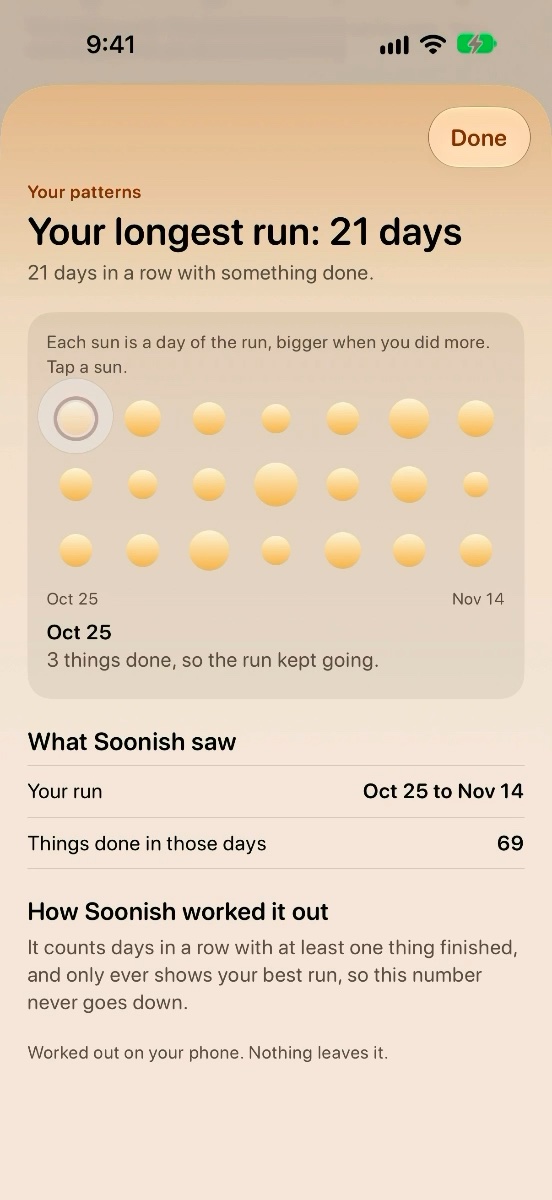 9:41
Done
Your patterns
Your longest run: 21 days
21 days in a row with something done.
Each sun is a day of the run, bigger when you did more.
Tap a sun.
Oct 25
Nov 14
Oct 25
3 things done, so the run kept going.
What Soonish saw
Your run
Oct 25 to Nov 14
Things done in those days
69
How Soonish worked it out
It counts days in a row with at least one thing finished,
and only ever shows your best run, so this number
never goes down.
Worked out on your phone. Nothing leaves it.